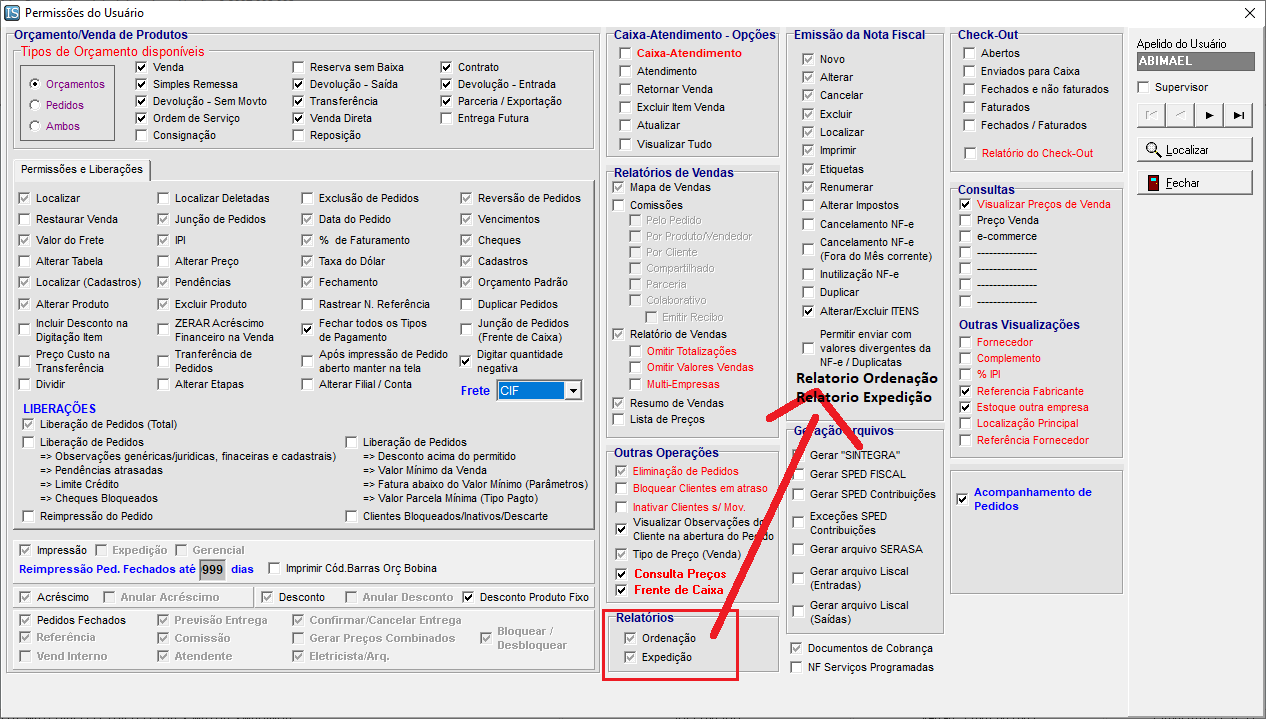 Permissões do Usuário
Orçamento/Venda de Produtos
Tipos de Orçamento disponíveis
Orçamentos
Pedidos
Ambos
Venda
Simples Remessa
Devolução - Sem Movto
Ordem de Serviço
Consignação
Reserva sem Baixa
Devolução - Saída
Transferência
Venda Direta
Reposição
Contrato
Devolução - Entrada
Parceria / Exportação
Entrega Futura
Permissões e Liberações
Localizar
Localizar Deletadas
Exclusão de Pedidos
Reversão de Pedidos
Restaurar Venda
Junção de Pedidos
Data do Pedido
Vencimentos
Valor do Frete
IPI
% de Faturamento
Cheques
Alterar Tabela
Alterar Preço
Taxa do Dólar
Cadastros
Localizar (Cadastros)
Pendências
Fechamento
Orçamento Padrão
Alterar Produto
Excluir Produto
Rastrear N. Referência
Duplicar Pedidos
Incluir Desconto na
Digitação Item
ZERAR Acréscimo
Financeiro na Venda
Fechar todos os Tipos
de Pagamento
Junção de Pedidos
(Frente de Caixa)
Preço Custo na
Transferência
Tranferência de
Pedidos
Após impressão de Pedido
aberto manter na tela
Digitar quantidade
negativa
Dividir
Alterar Etapas
Alterar Filial / Conta
Frete
CIF
LIBERAÇÕES
Liberação de Pedidos (Total)
Liberação de Pedidos
=> Observações genéricas/juridicas, finaceiras e cadastrais)
=> Pendências atrasadas
=> Limite Crédito
=> Cheques Bloqueados
Reimpressão do Pedido
Liberação de Pedidos
=> Desconto acima do permitido
=> Valor Mínimo da Venda
=> Fatura abaixo do Valor Mínimo (Parâmetros)
=> Valor Parcela Mínima (Tipo Pagto)
Clientes Bloqueados/Inativos/Descarte
Impressão
Expedição
Gerencial
Reimpressão Ped. Fechados até 999 dias
Imprimir Cód.Barras Orç Bobina
Acréscimo
Anular Acréscimo
Desconto
Anular Desconto
Desconto Produto Fixo
Pedidos Fechados
Previsão Entrega
Confirmar/Cancelar Entrega
Referência
Comissão
Gerar Preços Combinados
Bloquear /
Desbloquear
Vend Interno
Atendente
Eletricista/Arq.
Caixa-Atendimento - Opções
Caixa-Atendimento
Atendimento
Retornar Venda
Excluir Item Venda
Atualizar
Visualizar Tudo
Relatórios de Vendas
Mapa de Vendas
Comissões
Pelo Pedido
Por Produto/Vendedor
Por Cliente
Compartilhado
Parceria
Colaborativo
Emitir Recibo
Relatório de Vendas
Omitir Totalizações
Omitir Valores Vendas
Multi-Empresas
Resumo de Vendas
Lista de Preços
Outras Operações
Eliminação de Pedidos
Bloquear Clientes em atraso
Inativar Clientes s/ Mov.
Visualizar Observações do
Cliente na abertura do Pedido
Tipo de Preço (Venda)
Consulta Preços
Frente de Caixa
Relatórios
Ordenação
Expedição
Emissão da Nota Fiscal
Novo
Alterar
Cancelar
Excluir
Localizar
Imprimir
Etiquetas
Renumerar
Alterar Impostos
Cancelamento NF-e
Cancelamento NF-e
(Fora do Mês corrente)
Inutilização NF-e
Duplicar
Alterar/Excluir ITENS
Permitir enviar com
valores divergentes da
NF-e / Duplicatas
Relatorio Ordenação
Relatorio Expedição
Geração Arquivos
Gerar "SINTEGRA"
Gerar SPED FISCAL
Gerar SPED Contribuições
Exceções SPED
Contribuições
Gerar arquivo SERASA
Gerar arquivo Liscal
(Entradas)
Gerar arquivo Liscal
(Saídas)
Documentos de Cobrança
NF Serviços Programadas
Check-Out
Abertos
Enviados para Caixa
Fechados e não faturados
Faturados
Fechados / Faturados
Relatório do Check-Out
Consultas
Visualizar Preços de Venda
Preço Venda
e-commerce
---------------
---------------
---------------
---------------
Outras Visualizações
Fornecedor
Complemento
% IPI
Referencia Fabricante
Estoque outra empresa
Localização Principal
Referência Fornecedor
Acompanhamento de
Pedidos
Apelido do Usuário
ABIMAEL
Supervisor
Localizar
Fechar